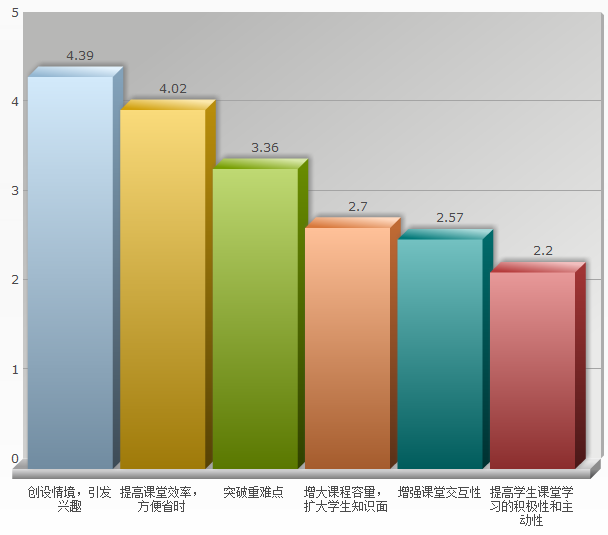 5
4.39
4.02
4
3.36
3
2.7
2.57
2.2
2
1
0
创设情境，引发
兴趣
提高课堂效率，
方便省时
突破重难点
增大课程容量，
扩大学生知识面
增强课堂交互性
提高学生课堂学
习的积极性和主
动性